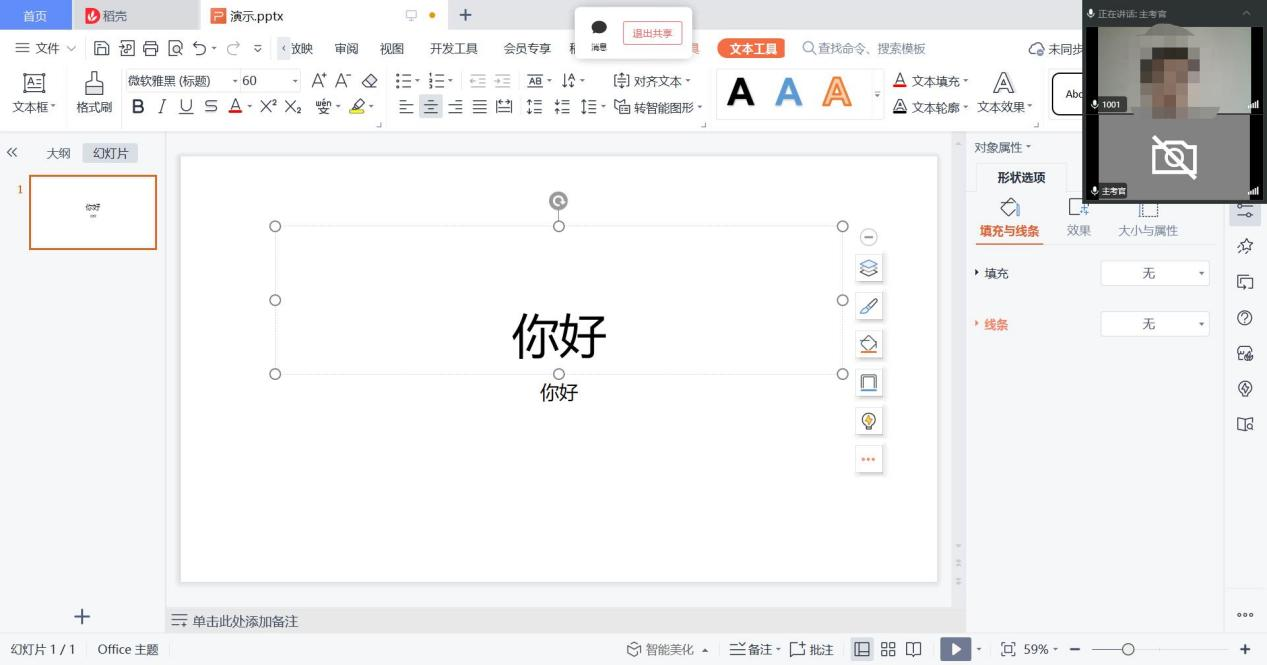 首页 稻壳 演示.pptx
正在讲话: 主考官
消息 退出共享
文件 放映 审阅 视图 开发工具 会员专享 文本工具 查找命令、搜索模板 未同步
文本框 格式刷 微软雅黑 (标题) 60 对齐文本 文本填充
转智能图形 文本轮廓 文本效果 Abc
1001
主考官
大纲 幻灯片
1
你好
你好
你好
你好
对象属性
形状选项
填充与线条 效果 大小与属性
填充 无
线条 无
单击此处添加备注
幻灯片 1 / 1 Office 主题 智能美化 备注 批注 59%